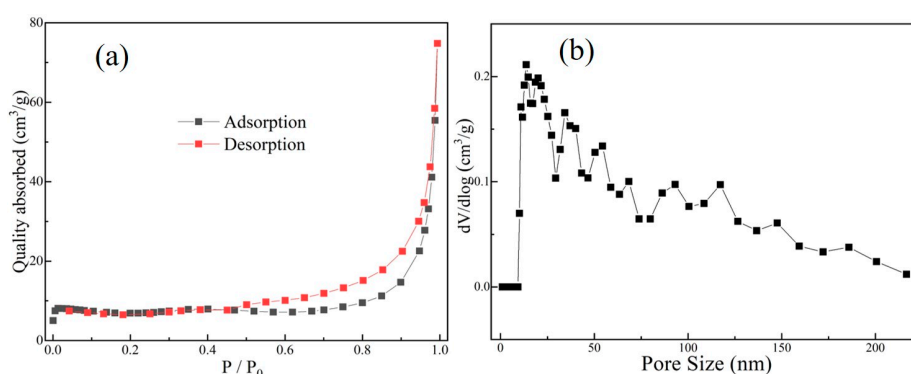 (a)
Quality absorbed (cm³/g)
80
60
40
20
0
Adsorption
Desorption
0.0 0.2 0.4 0.6 0.8 1.0
P / P₀
(b)
dV/dlog (cm³/g)
0.2
0.1
0.0
0 50 100 150 200
Pore Size (nm)